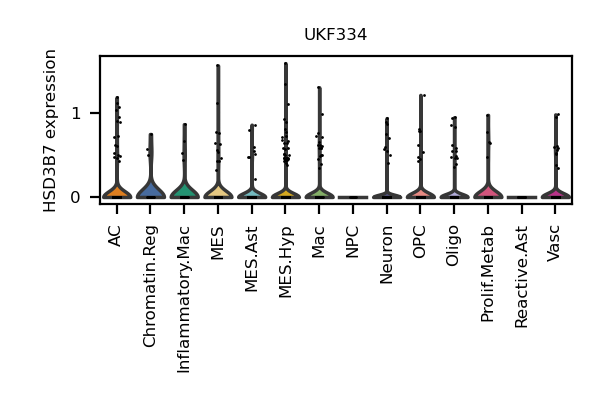 UKF334
HSD3B7 expression
1
0
AC
Chromatin.Reg
Inflammatory.Mac
MES
MES.Ast
MES.Hyp
Mac
NPC
Neuron
OPC
Oligo
Prolif.Metab
Reactive.Ast
Vasc